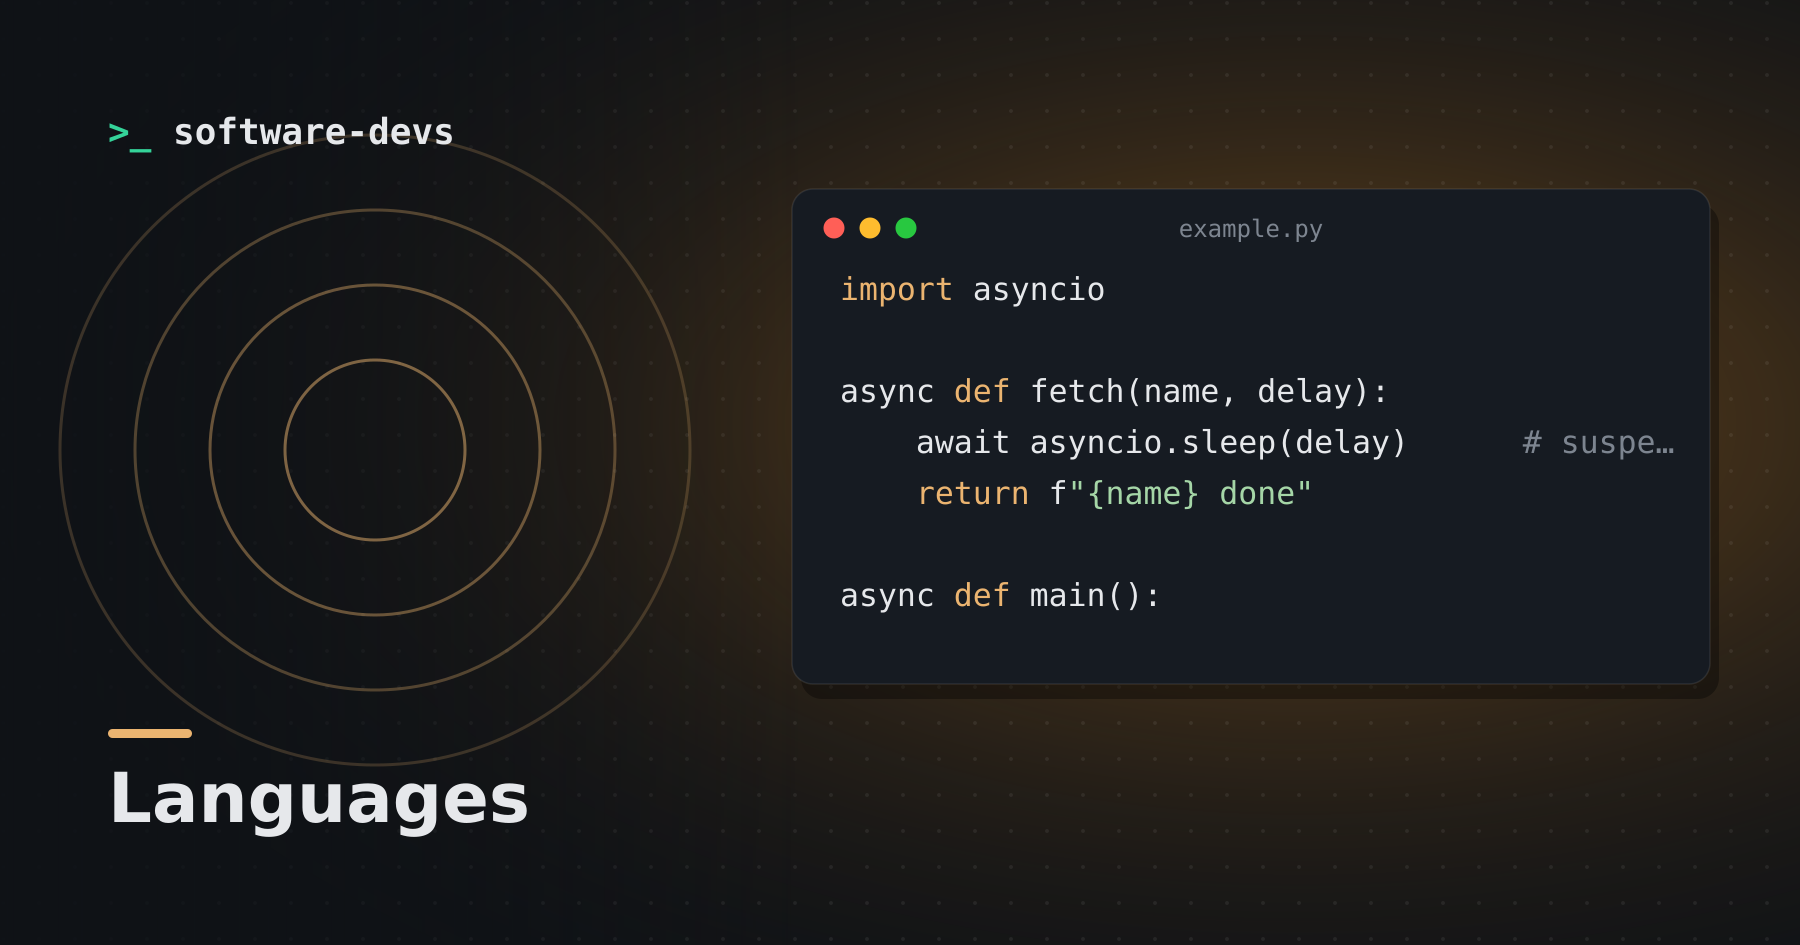 >_ software-devs
example.py
import asyncio
async def fetch(name, delay):
    await asyncio.sleep(delay)      # suspe…
    return f"{name} done"
async def main():
Languages